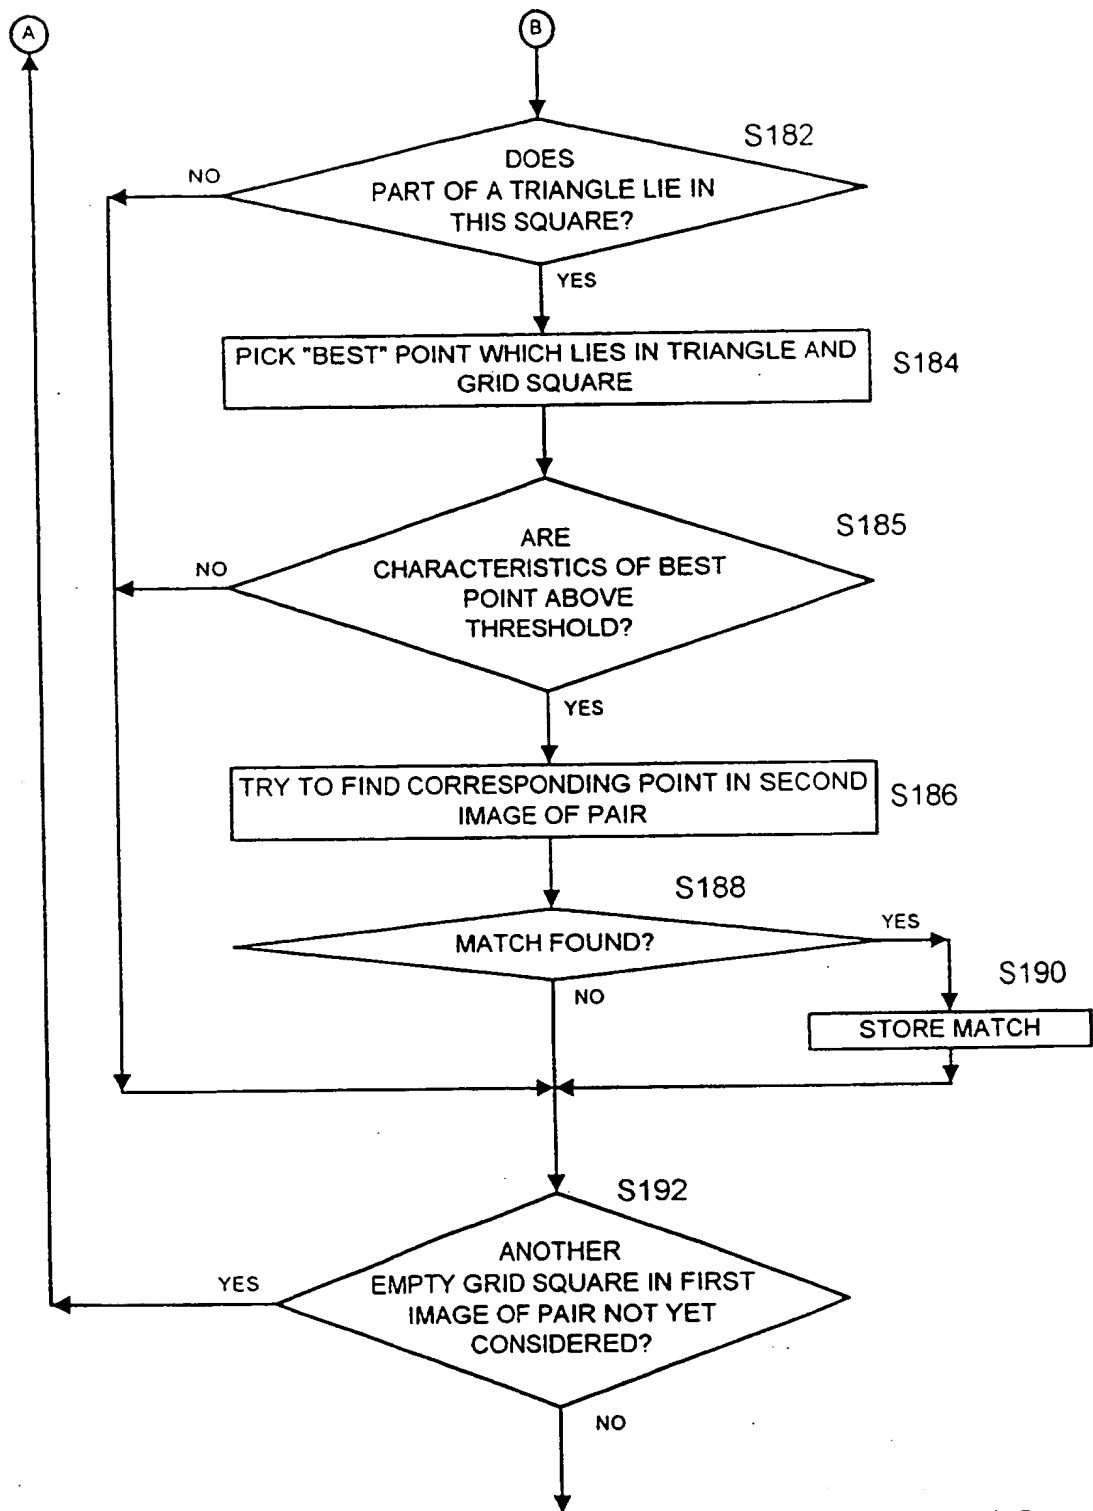 A
B
S182
DOES
PART OF A TRIANGLE LIE IN
THIS SQUARE?
NO
YES
PICK "BEST" POINT WHICH LIES IN TRIANGLE AND
GRID SQUARE
S184
S185
ARE
CHARACTERISTICS OF BEST
POINT ABOVE
THRESHOLD?
NO
YES
TRY TO FIND CORRESPONDING POINT IN SECOND
IMAGE OF PAIR
S186
S188
MATCH FOUND?
YES
NO
S190
STORE MATCH
S192
ANOTHER
EMPTY GRID SQUARE IN FIRST
IMAGE OF PAIR NOT YET
CONSIDERED?
YES
NO